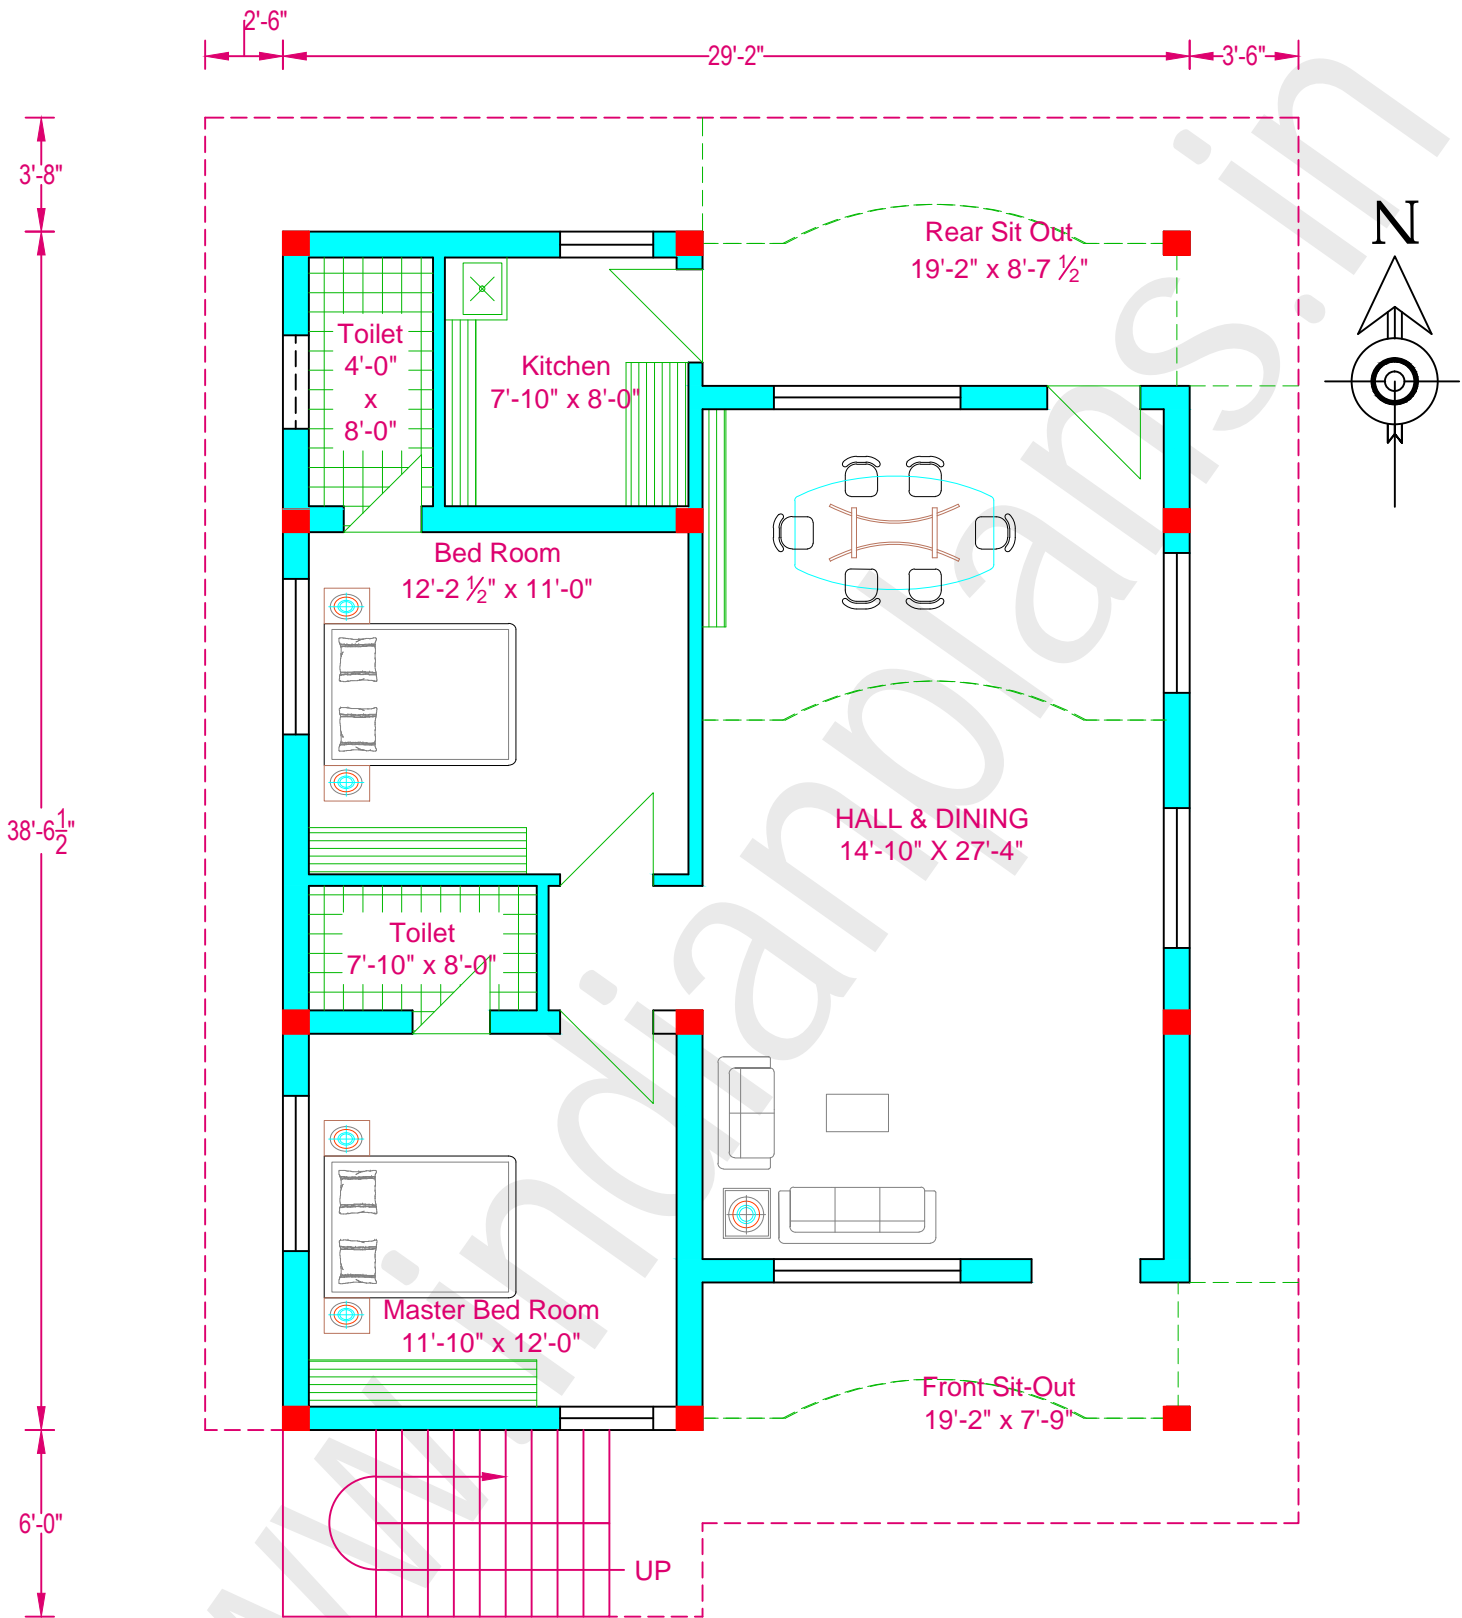 2'-6"
29'-2"
3'-6"
3'-8"
N
Rear Sit Out
19'-2" x 8'-7 ½"
Toilet
4'-0"
x
8'-0"
Kitchen
7'-10" x 8'-0"
Bed Room
12'-2 ½" x 11'-0"
38'-6½"
HALL & DINING
14'-10" X 27'-4"
Toilet
7'-10" x 8'-0"
Master Bed Room
11'-10" x 12'-0"
Front Sit-Out
19'-2" x 7'-9"
6'-0"
UP
www.indianplans.in